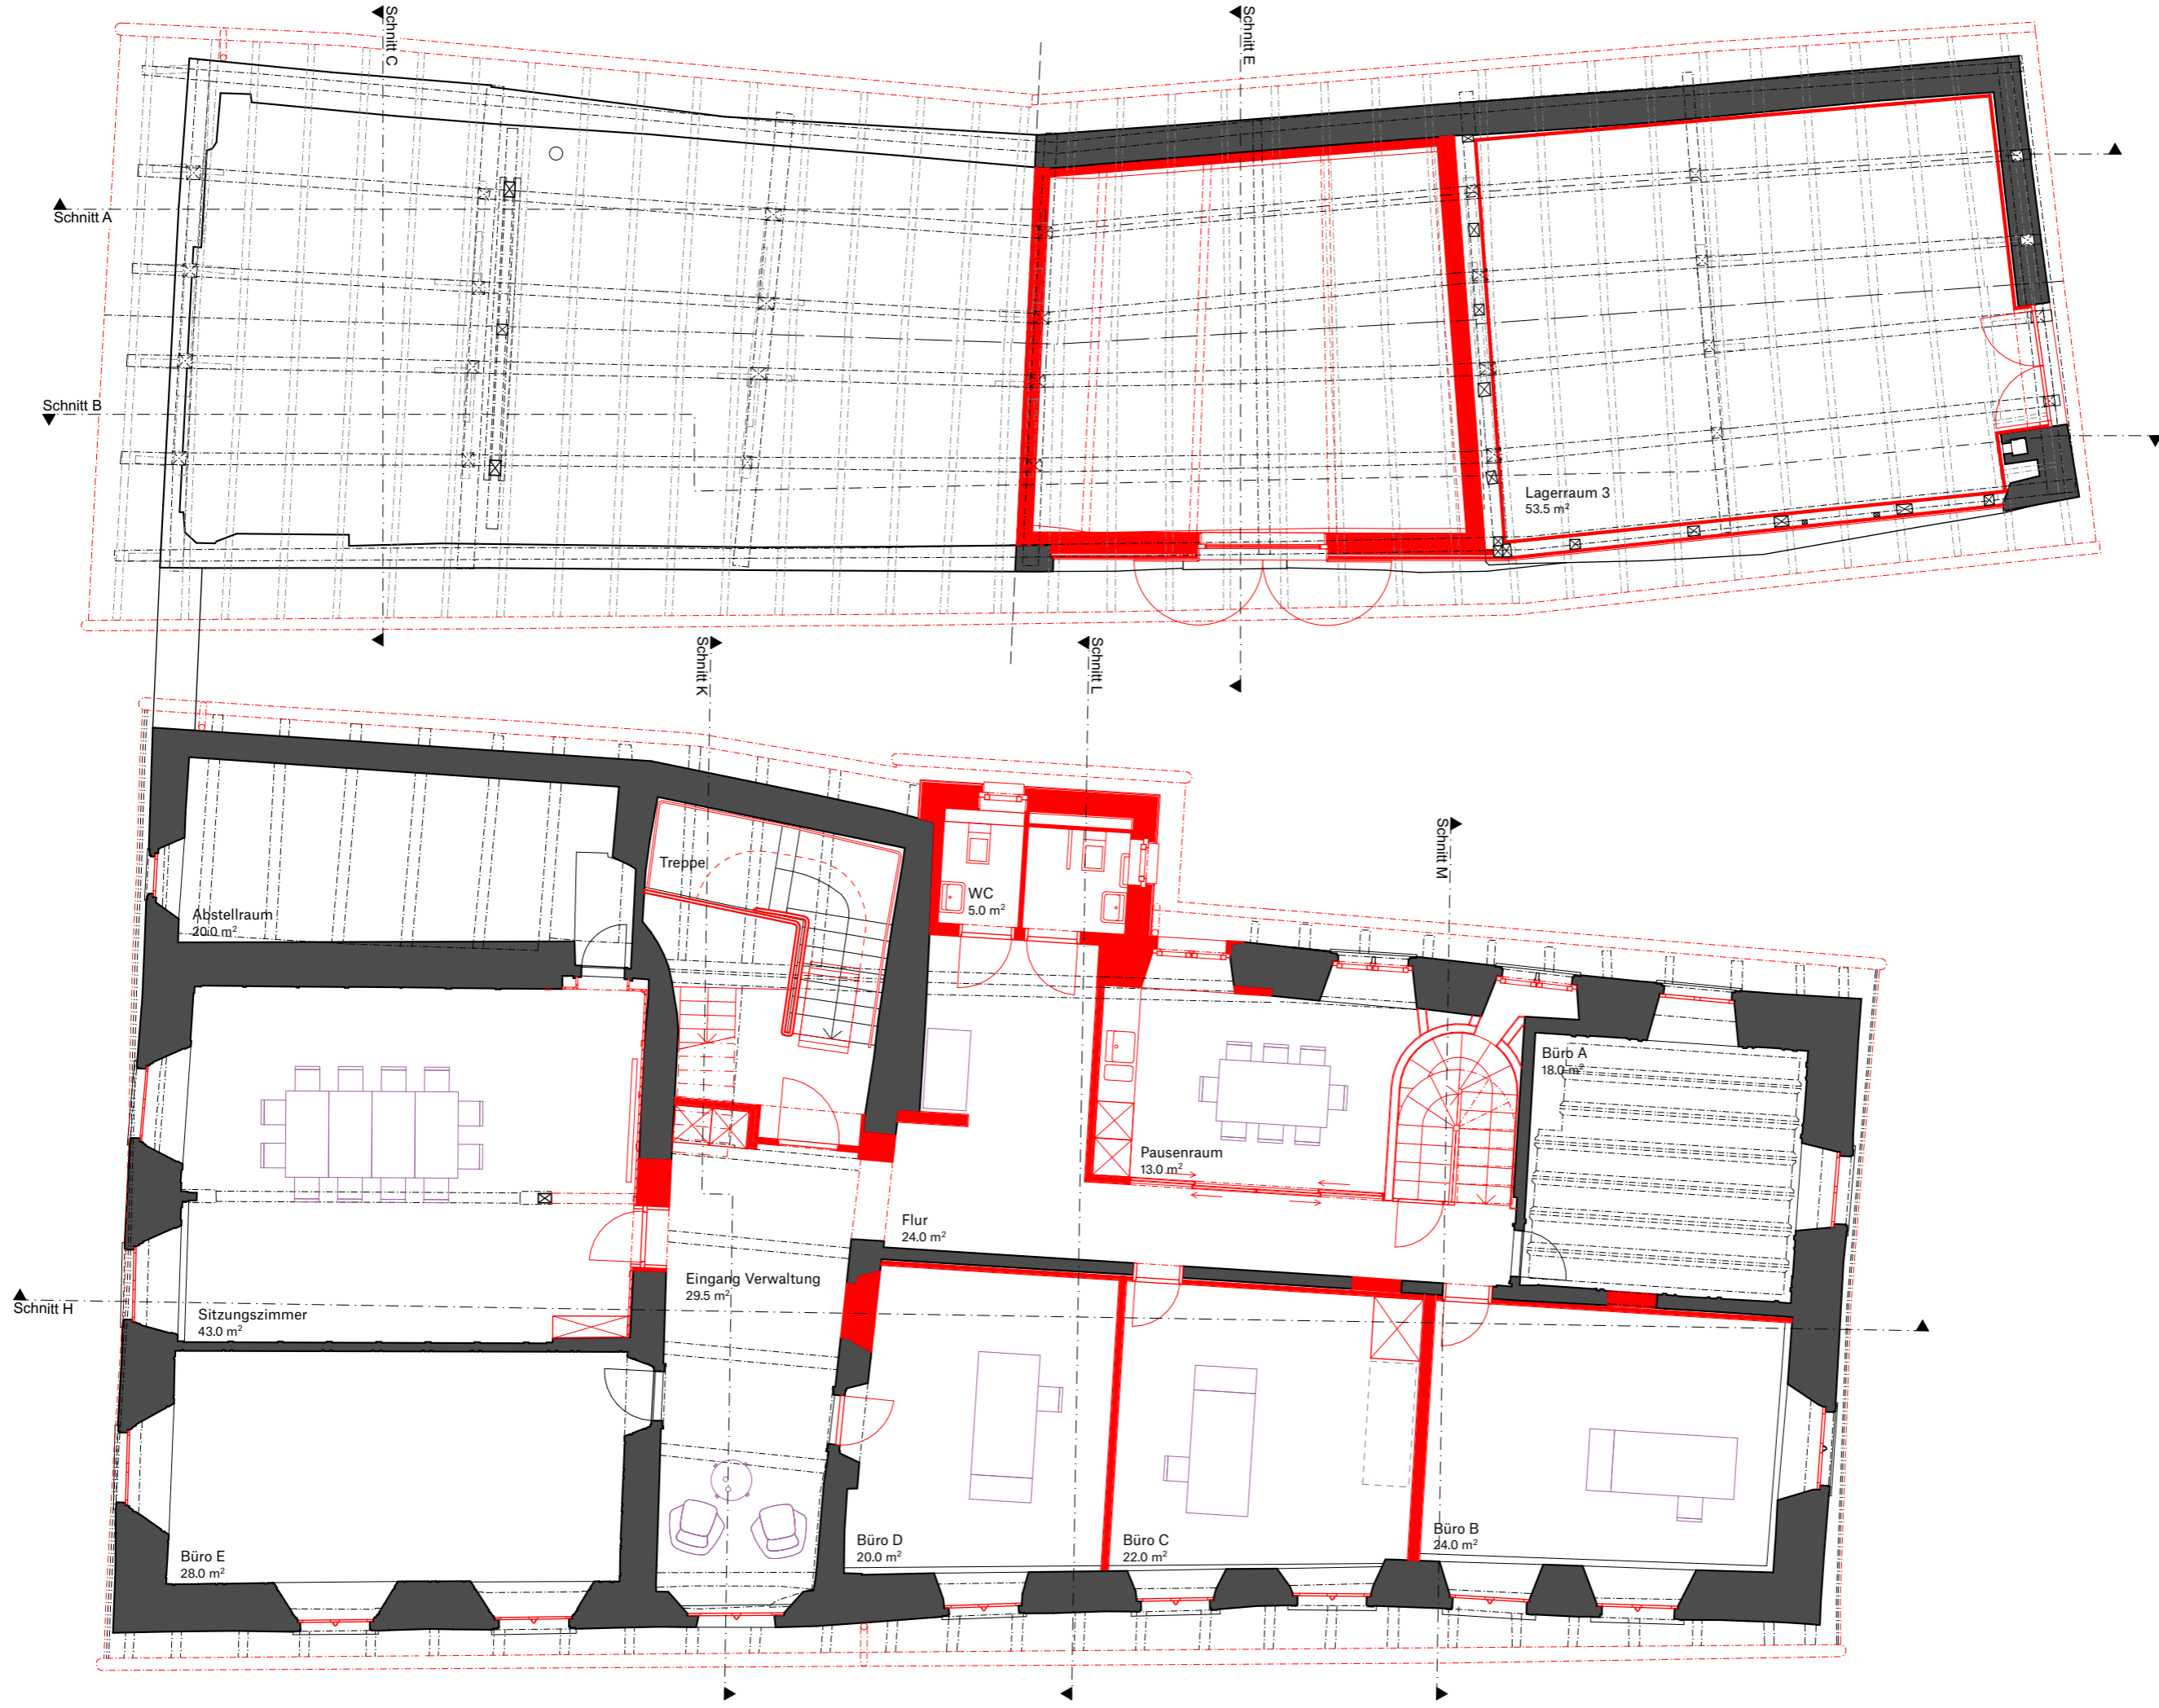 Schnitt C
Schnitt E
Schnitt A
Schnitt B
Lagerraum 3
53.5 m²
Schnitt K
Schnitt L
Schnitt M
Treppe
WC
5.0 m²
Abstellraum
20.0 m²
Büro A
18.0 m²
Pausenraum
13.0 m²
Flur
24.0 m²
Eingang Verwaltung
29.5 m²
Schnitt H
Sitzungszimmer
43.0 m²
Büro E
28.0 m²
Büro D
20.0 m²
Büro C
22.0 m²
Büro B
24.0 m²